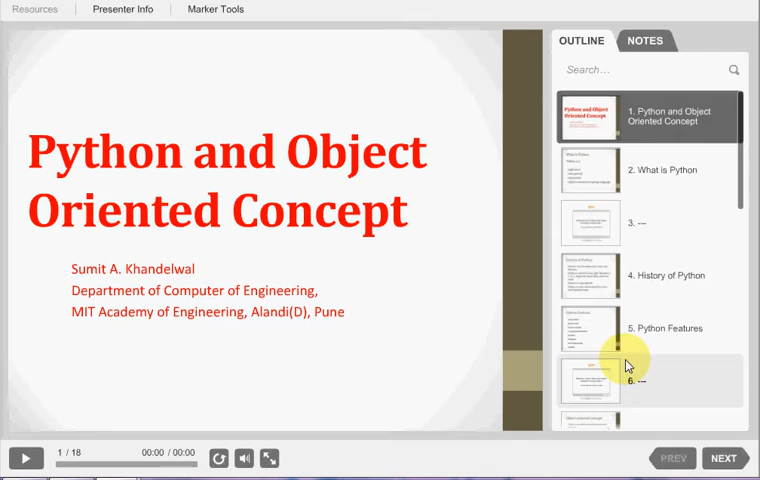 Resources Presenter Info Marker Tools
Python and Object
Oriented Concept
Sumit A. Khandelwal
Department of Computer of Engineering,
MIT Academy of Engineering, Alandi(D), Pune
OUTLINE NOTES
Search...
1. Python and Object
Oriented Concept
2. What is Python
3. ---
4. History of Python
5. Python Features
6. ---
1 / 18 00:00 / 00:00
PREV NEXT